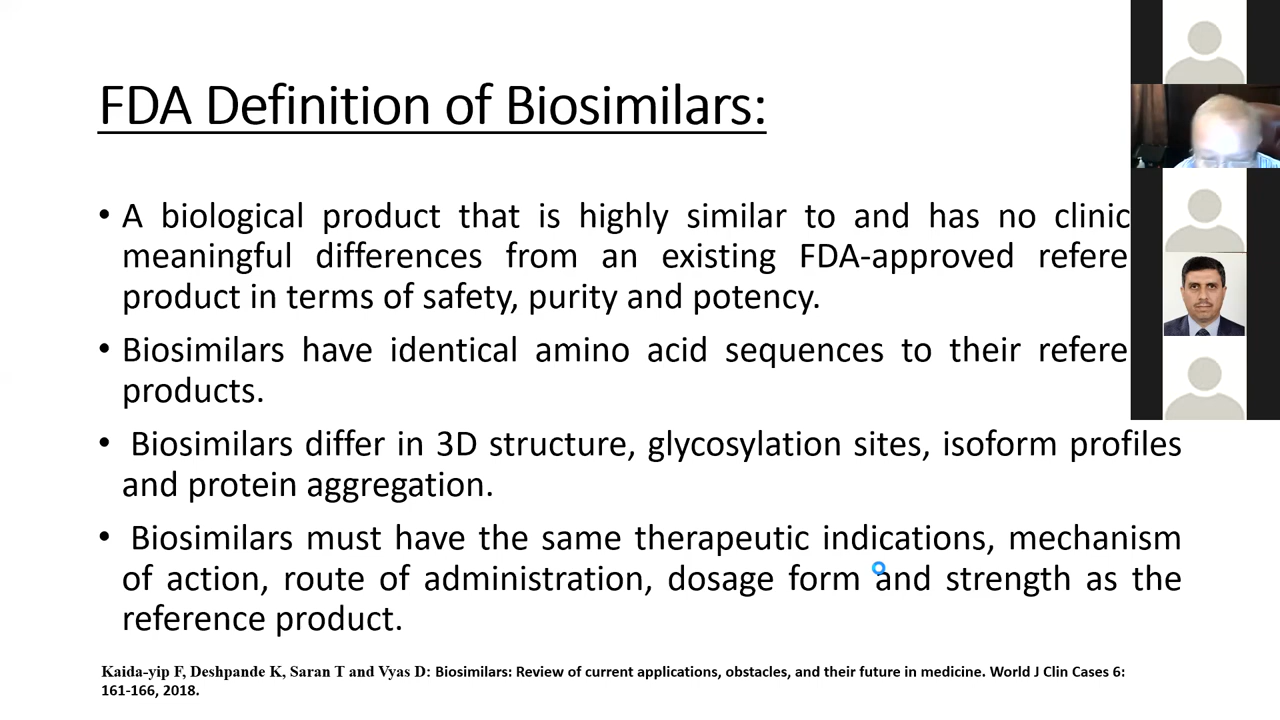 FDA Definition of Biosimilars:
• A biological product that is highly similar to and has no clinic
meaningful differences from an existing FDA-approved refere
product in terms of safety, purity and potency.
• Biosimilars have identical amino acid sequences to their refere
products.
• Biosimilars differ in 3D structure, glycosylation sites, isoform profiles
and protein aggregation.
• Biosimilars must have the same therapeutic indications, mechanism
of action, route of administration, dosage form and strength as the
reference product.
Kaida-yip F, Deshpande K, Saran T and Vyas D: Biosimilars: Review of current applications, obstacles, and their future in medicine. World J Clin Cases 6:
161-166, 2018.